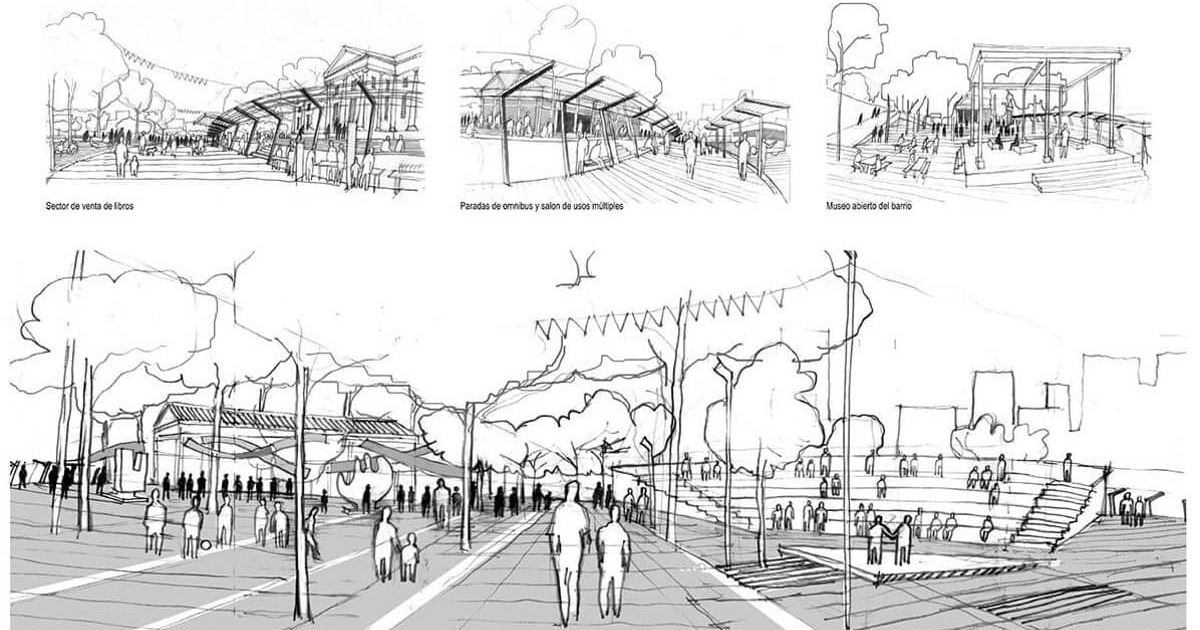 Sector de venta de libros
Paradas de omnibus y salon de usos múltiples
Museo abierto del barrio